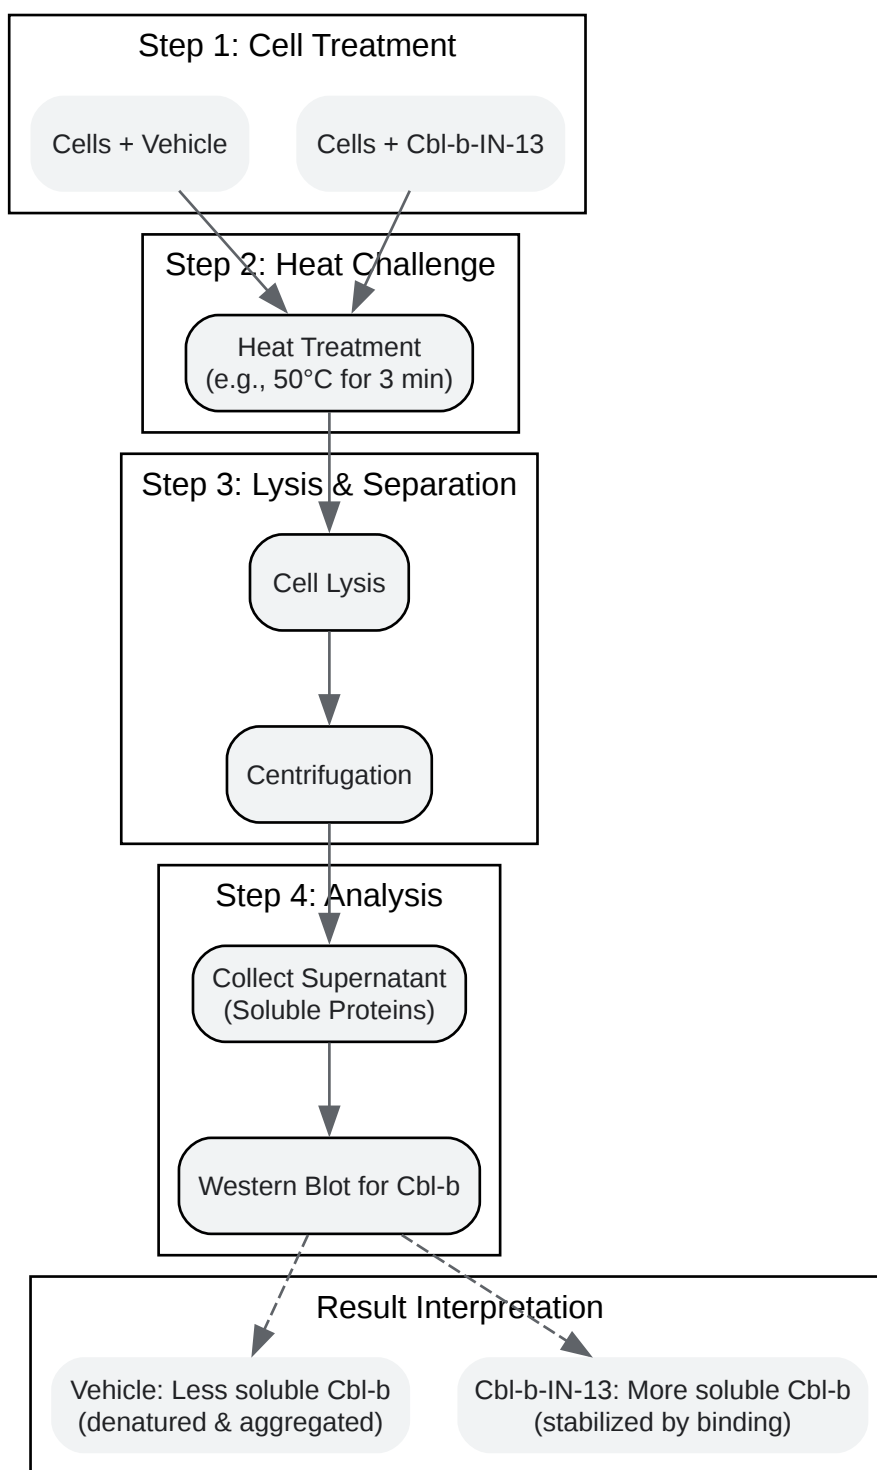 Step 1: Cell Treatment
Cells + Vehicle
Cells + Cbl-b-IN-13
Step 2: Heat Challenge
Heat Treatment
(e.g., 50°C for 3 min)
Step 3: Lysis & Separation
Cell Lysis
Centrifugation
Step 4: Analysis
Collect Supernatant
(Soluble Proteins)
Western Blot for Cbl-b
Result Interpretation
Vehicle: Less soluble Cbl-b
(denatured & aggregated)
Cbl-b-IN-13: More soluble Cbl-b
(stabilized by binding)